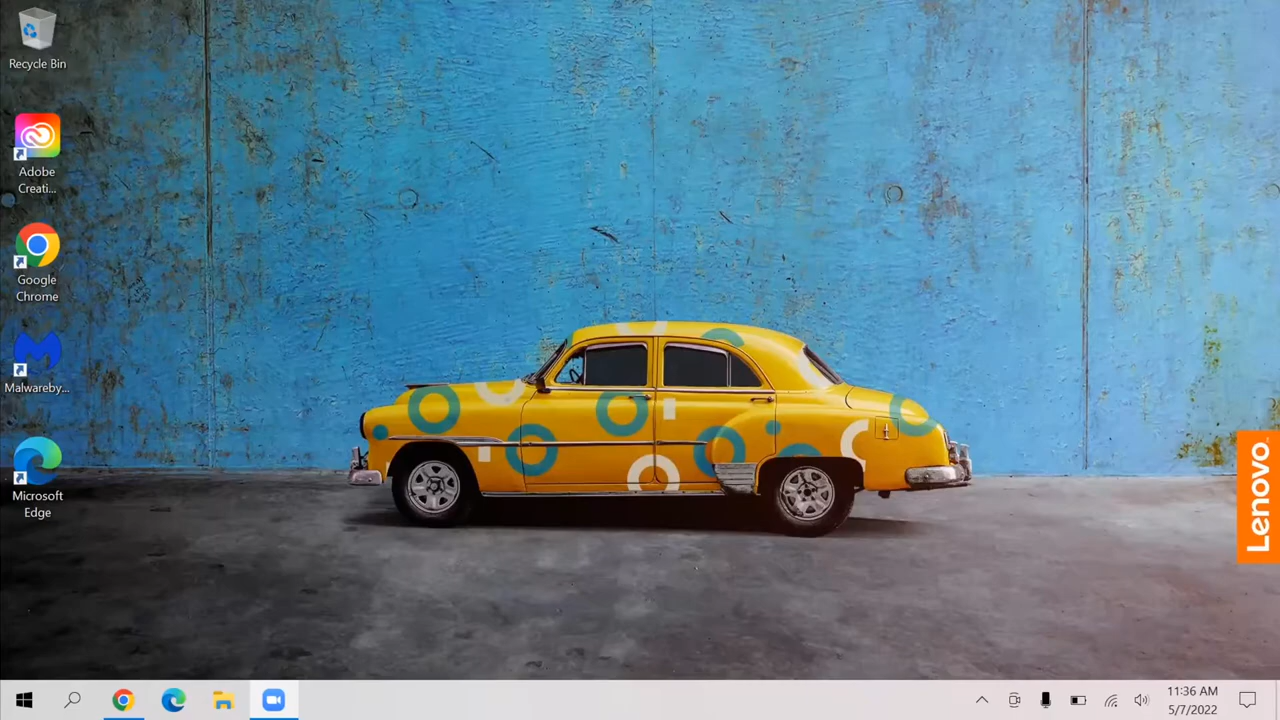 Recycle Bin
Adobe
Creati...
Google
Chrome
Malwareby...
Microsoft
Edge
Lenovo
11:36 AM
5/7/2022